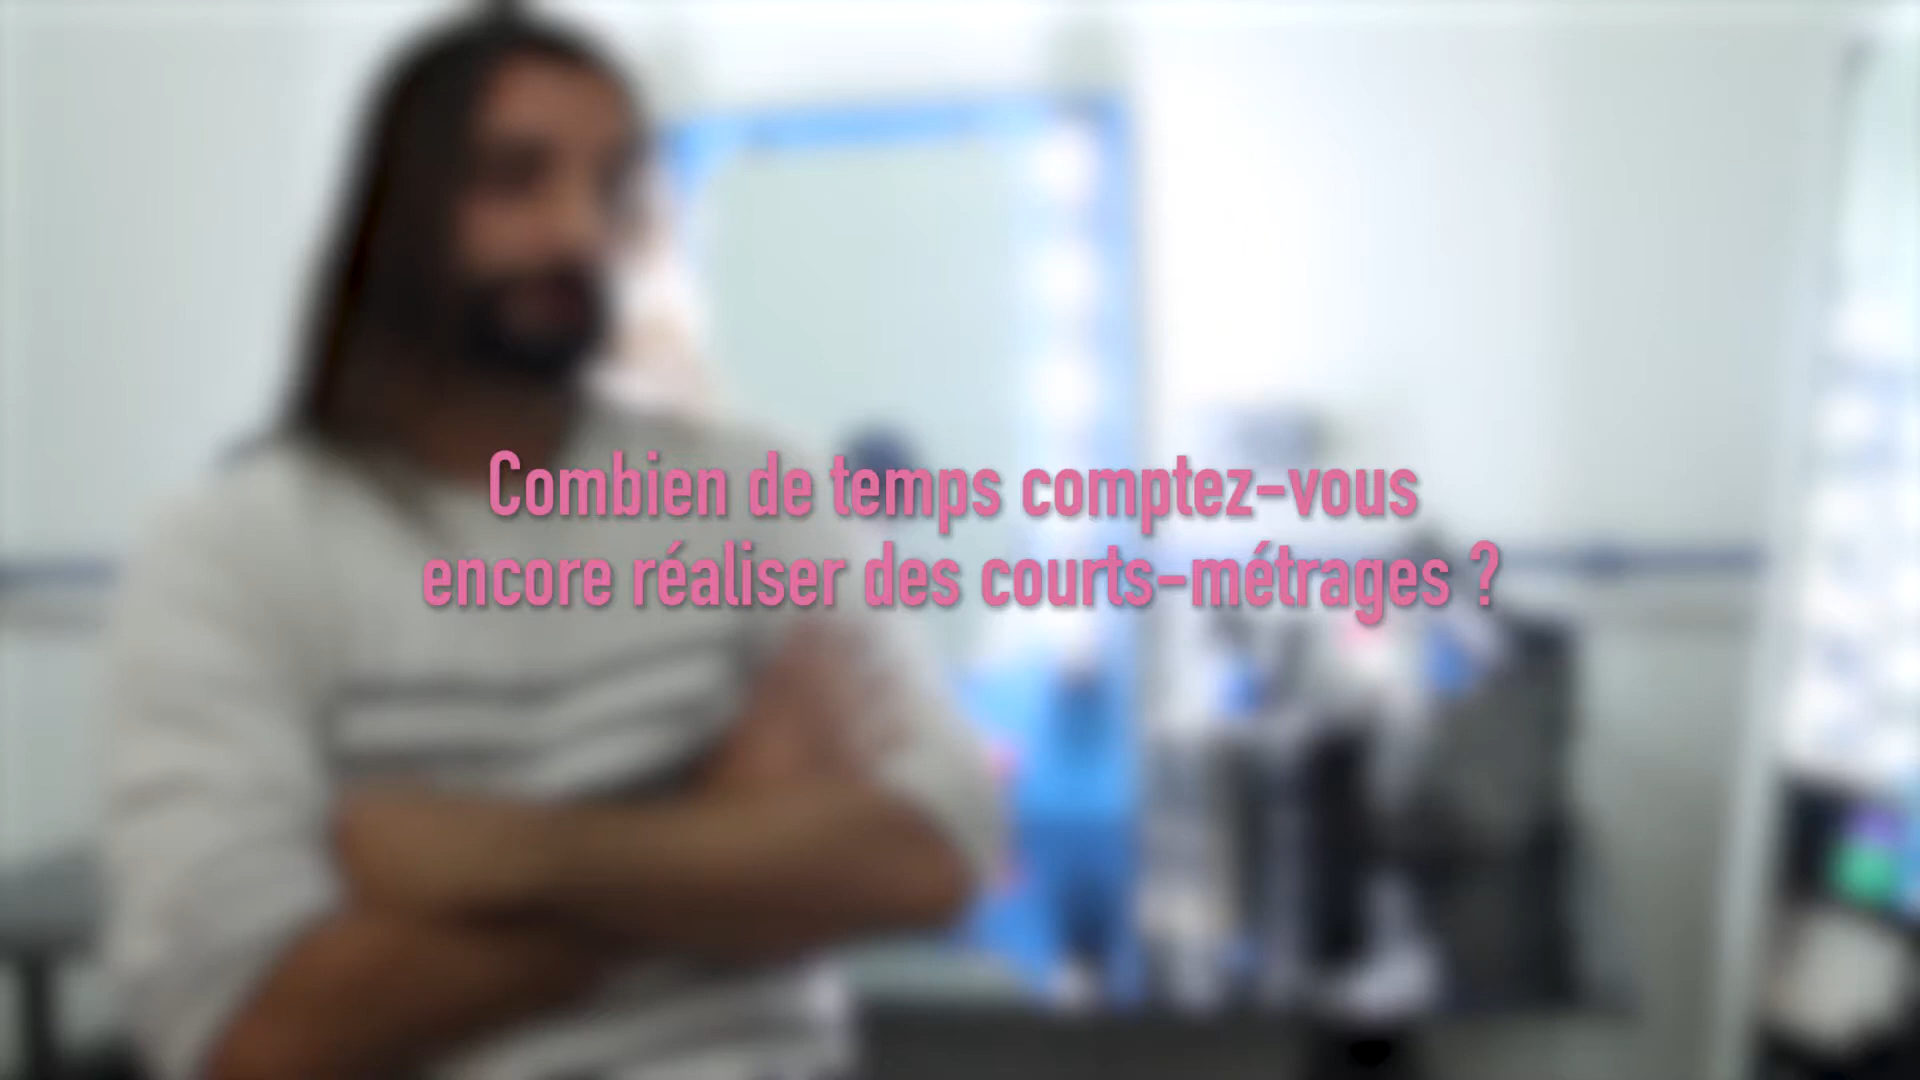 Combien de temps comptez-vous
encore réaliser des courts-métrages ?